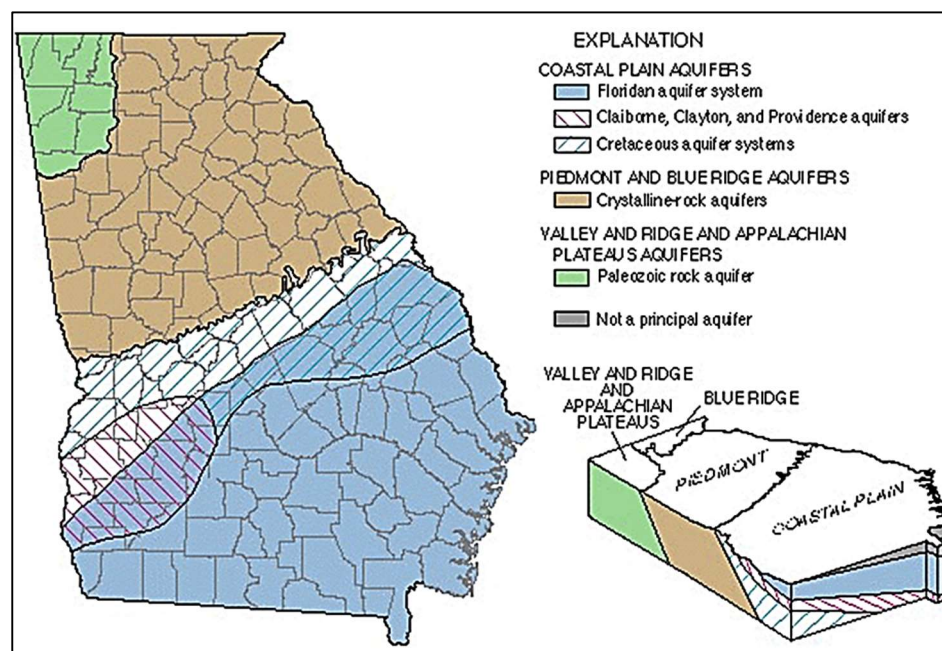 EXPLANATION
COASTAL PLAIN AQUIFERS
Floridan aquifer system
Claiborne, Clayton, and Providence aquifers
Cretaceous aquifer systems
PIEDMONT AND BLUE RIDGE AQUIFERS
Crystalline-rock aquifers
VALLEY AND RIDGE AND APPALACHIAN
PLATEAUS AQUIFERS
Paleozoic rock aquifer
Not a principal aquifer
VALLEY AND RIDGE
AND
APPALACHIAN
PLATEAUS
BLUE RIDGE
PIEDMONT
COASTAL PLAIN